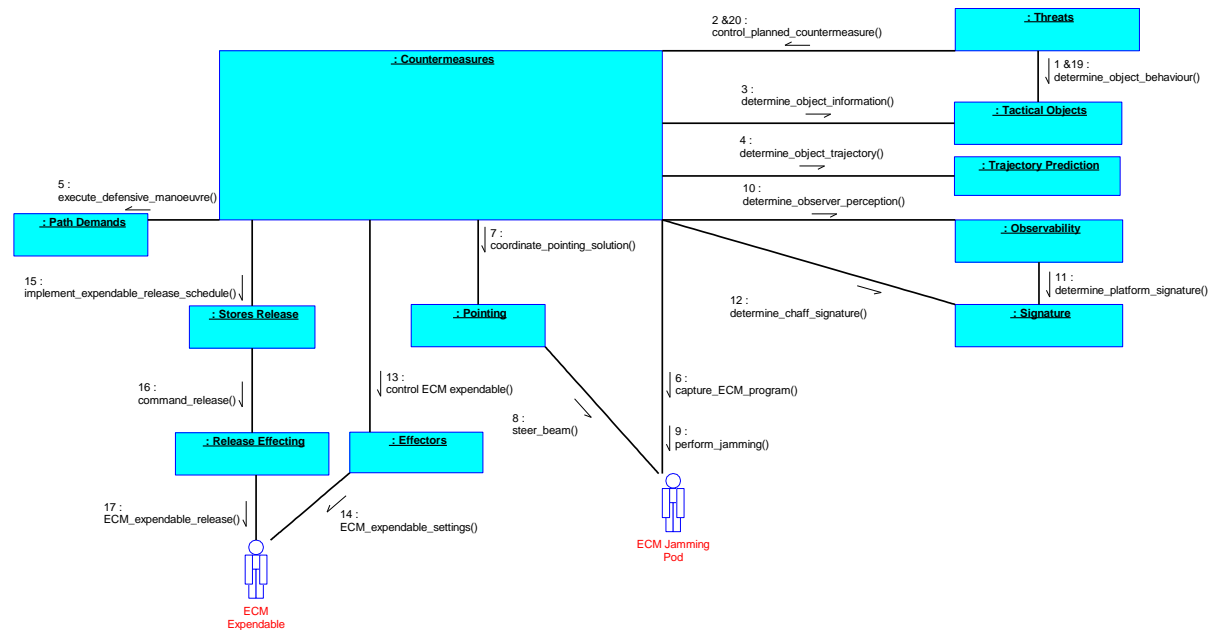 2 &20 :
control_planned_countermeasure()
: Threats
: Countermeasures
1 &19 :
determine_object_behaviour()
3 :
determine_object_information()
: Tactical Objects
4 :
determine_object_trajectory()
: Trajectory Prediction
5 :
execute_defensive_manoeuvre()
10 :
determine_observer_perception()
: Path Demands
: Observability
7 :
coordinate_pointing_solution()
15 :
implement_expendable_release_schedule()
11 :
determine_platform_signature()
12 :
determine_chaff_signature()
: Stores Release
: Pointing
: Signature
16 :
command_release()
13 :
control ECM expendable()
6 :
capture_ECM_program()
8 :
steer_beam()
9 :
perform_jamming()
: Release Effecting
: Effectors
17 :
ECM_expendable_release()
14 :
ECM_expendable_settings()
ECM Jamming
Pod
ECM
Expendable